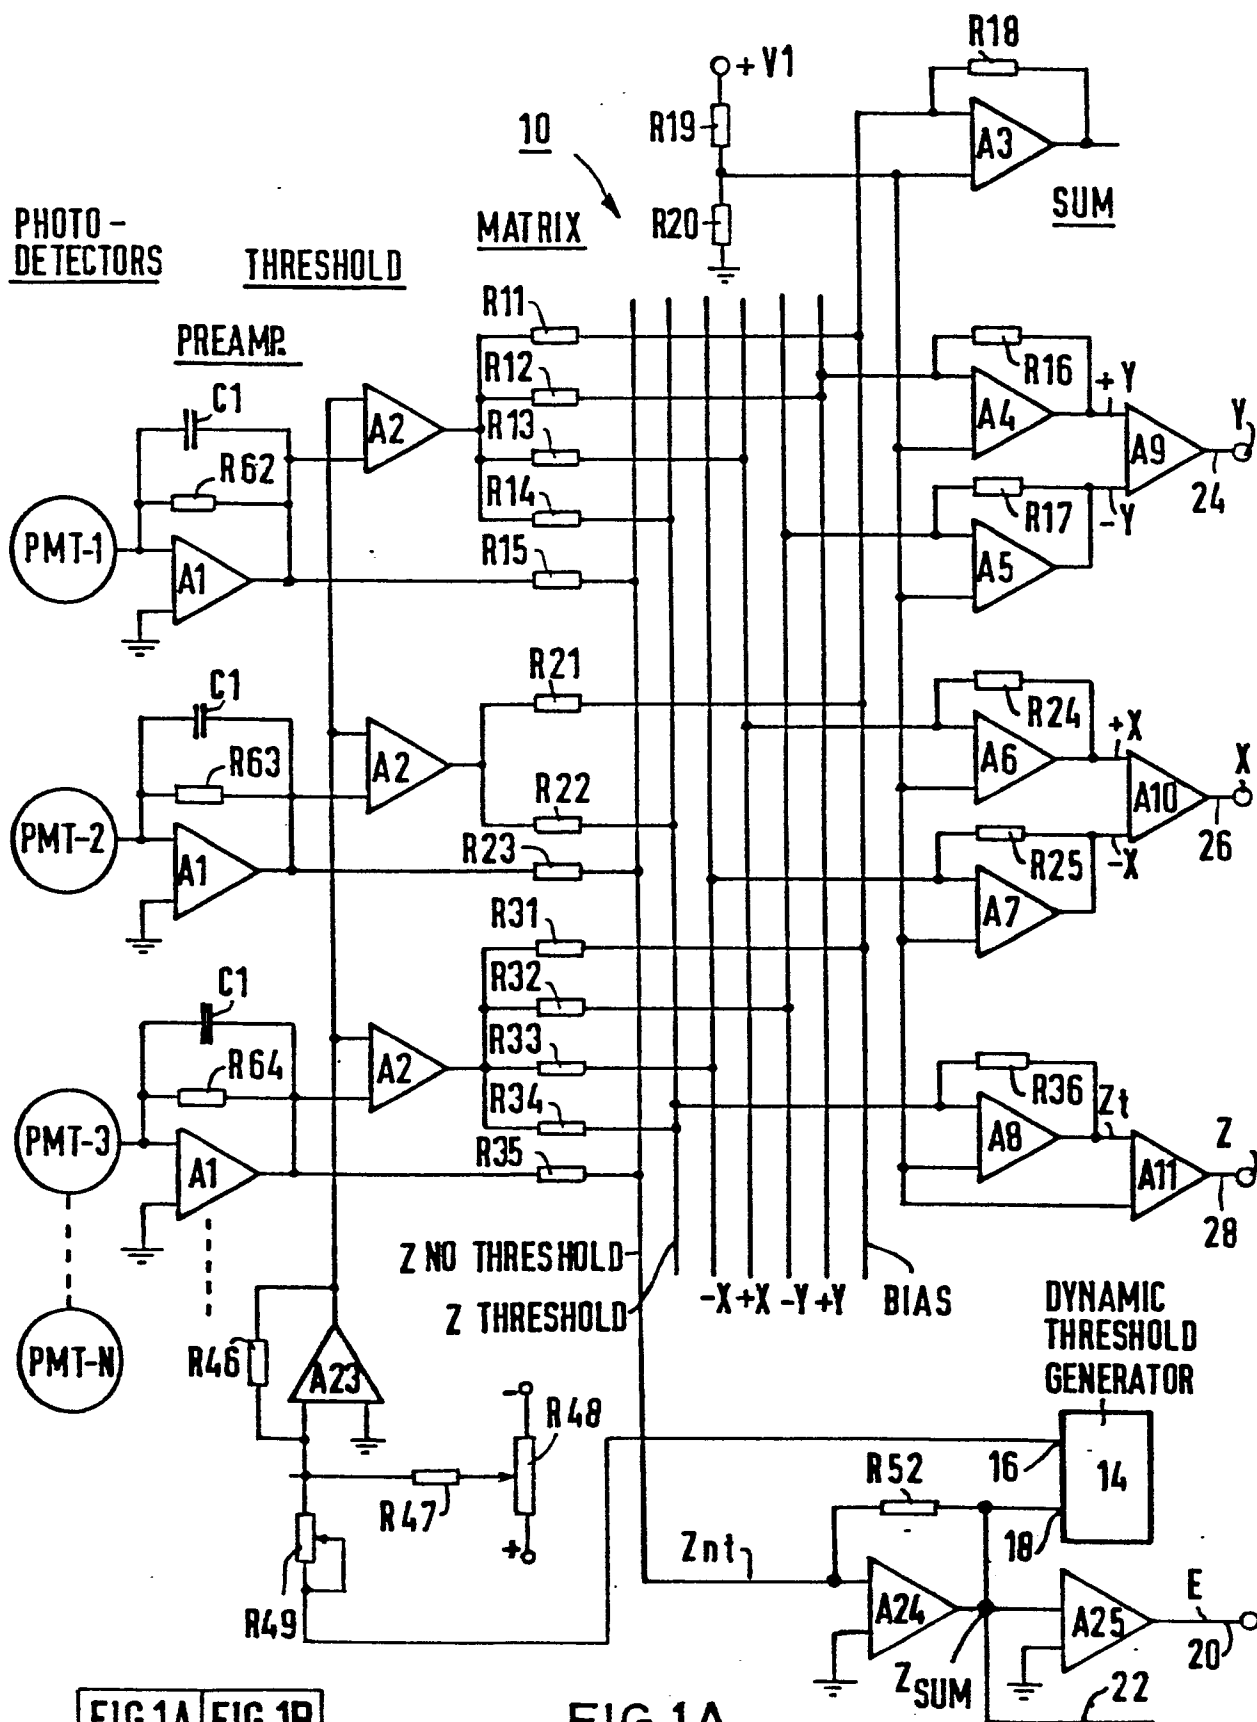 R18
+V1
R19
10
A3
R20
SUM
PHOTO-
DETECTORS
MATRIX
THRESHOLD
R11
PREAMP.
R12
R16
+Y
C1
A2
R13
A4
A9
Y
R62
R14
R17
-Y
24
PMT-1
A1
R15
A5
R21
C1
R24
+X
R63
A2
A6
X
R22
A10
PMT-2
R23
R25
-X
26
A1
R31
A7
C1
R32
R33
R64
A2
R34
R36
Zt
Z
PMT-3
A8
A1
R35
A11
28
Z NO THRESHOLD
-X +X -Y +Y BIAS
Z THRESHOLD
DYNAMIC
THRESHOLD
GENERATOR
PMT-N
R46
A23
- R48
16
14
R52
R47
18
+
Znt
R49
A24
A25
E
20
ZSUM
22
FIG.1A FIG.1B
FIG.1A